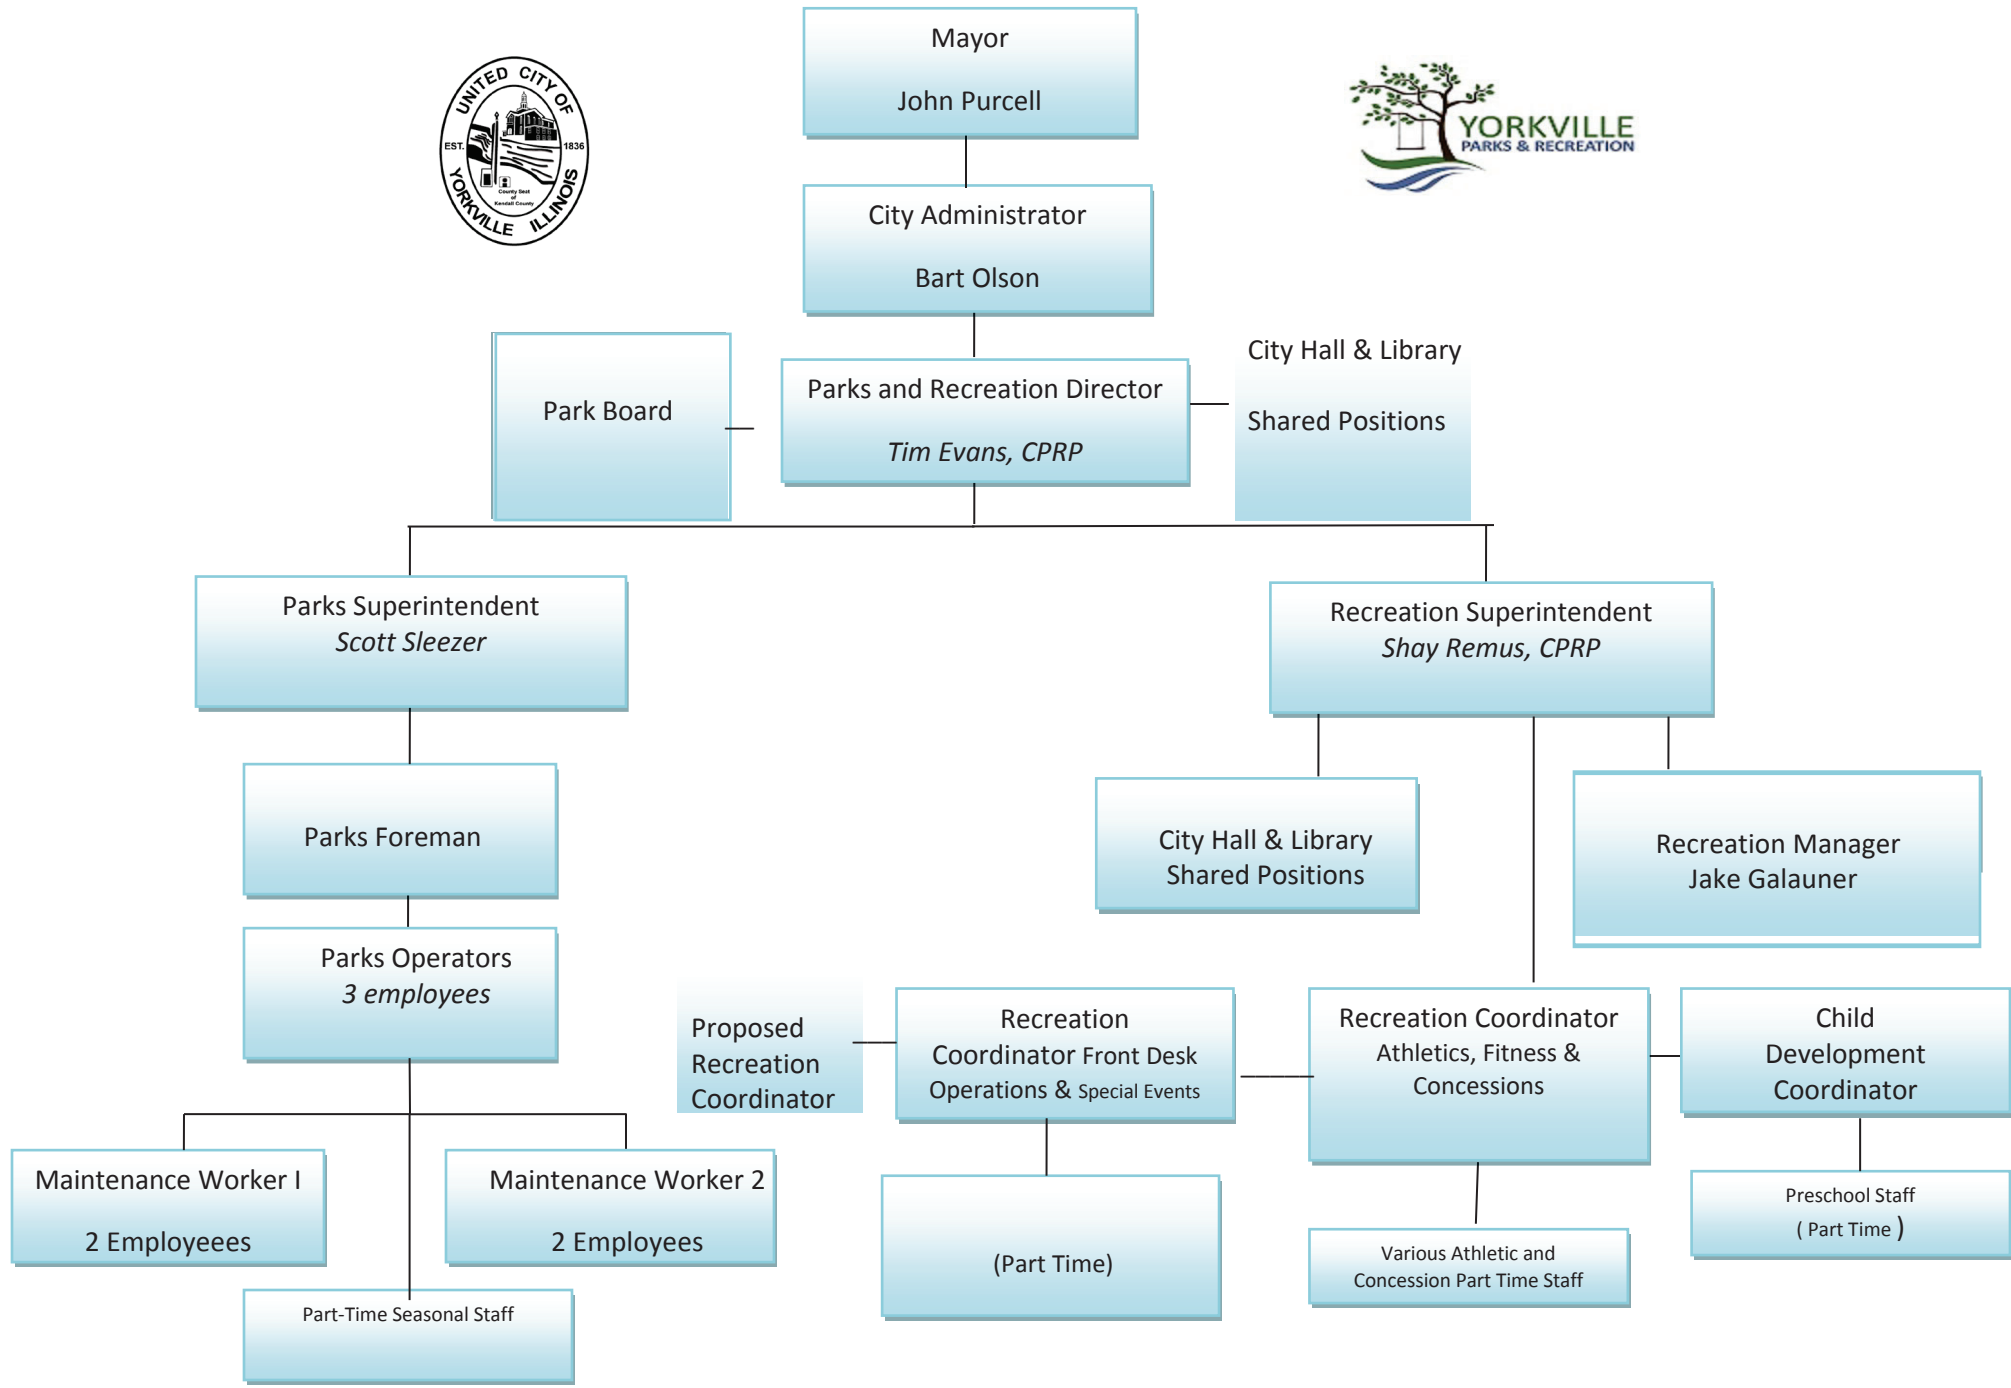 Mayor
John Purcell
UNITED CITY OF
EST. 1836
County Seat
of
Kendall County
YORKVILLE ILLINOIS
YORKVILLE
PARKS & RECREATION
City Administrator
Bart Olson
Park Board
Parks and Recreation Director
Tim Evans, CPRP
City Hall & Library
Shared Positions
Parks Superintendent
Scott Sleezer
Recreation Superintendent
Shay Remus, CPRP
Parks Foreman
City Hall & Library
Shared Positions
Recreation Manager
Jake Galauner
Parks Operators
3 employees
Proposed
Recreation
Coordinator
Recreation
Coordinator Front Desk
Operations & Special Events
Recreation Coordinator
Athletics, Fitness &
Concessions
Child
Development
Coordinator
Maintenance Worker I
2 Employeees
Maintenance Worker 2
2 Employees
(Part Time)
Various Athletic and
Concession Part Time Staff
Preschool Staff
( Part Time )
Part-Time Seasonal Staff